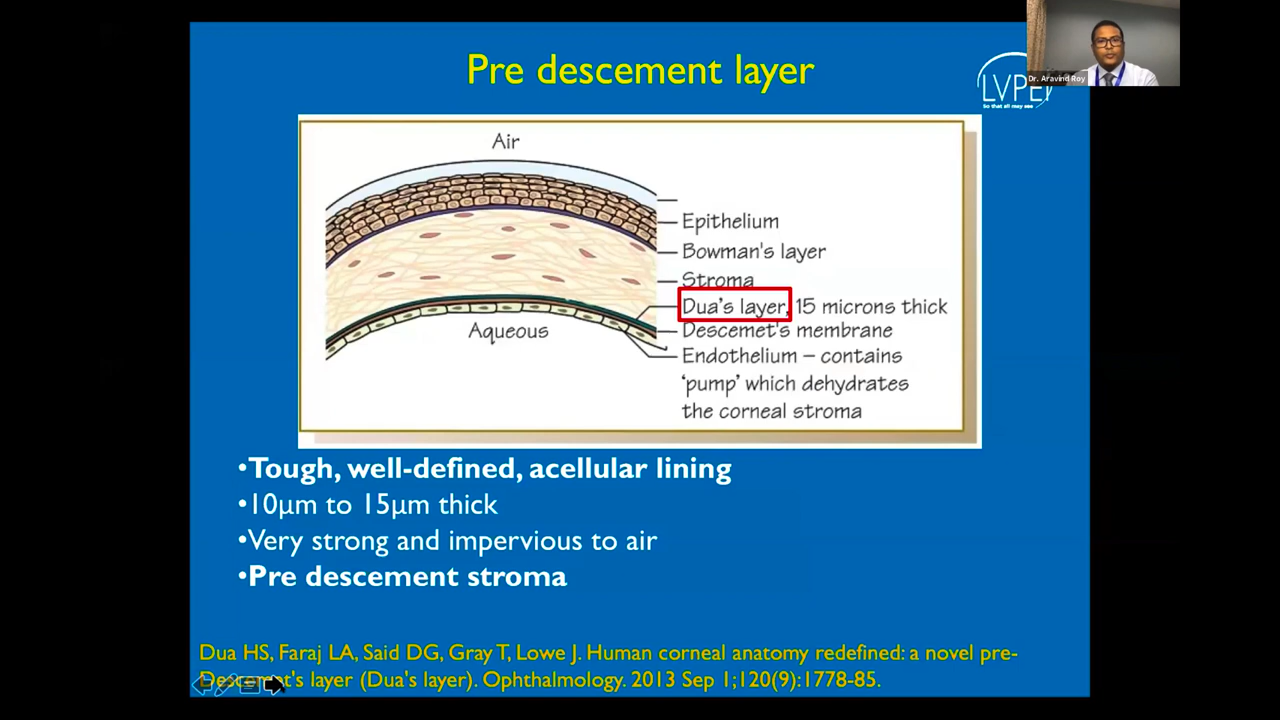 Pre descement layer
LVPEI
So that all may see
Dr. Aravind Roy
Air
Epithelium
Bowman's layer
Stroma
Dua's layer, 15 microns thick
Descemet's membrane
Endothelium – contains
'pump' which dehydrates
the corneal stroma
Aqueous
•Tough, well-defined, acellular lining
•10µm to 15µm thick
•Very strong and impervious to air
•Pre descement stroma
Dua HS, Faraj LA, Said DG, Gray T, Lowe J. Human corneal anatomy redefined: a novel pre-
Descemet's layer (Dua's layer). Ophthalmology. 2013 Sep 1;120(9):1778-85.